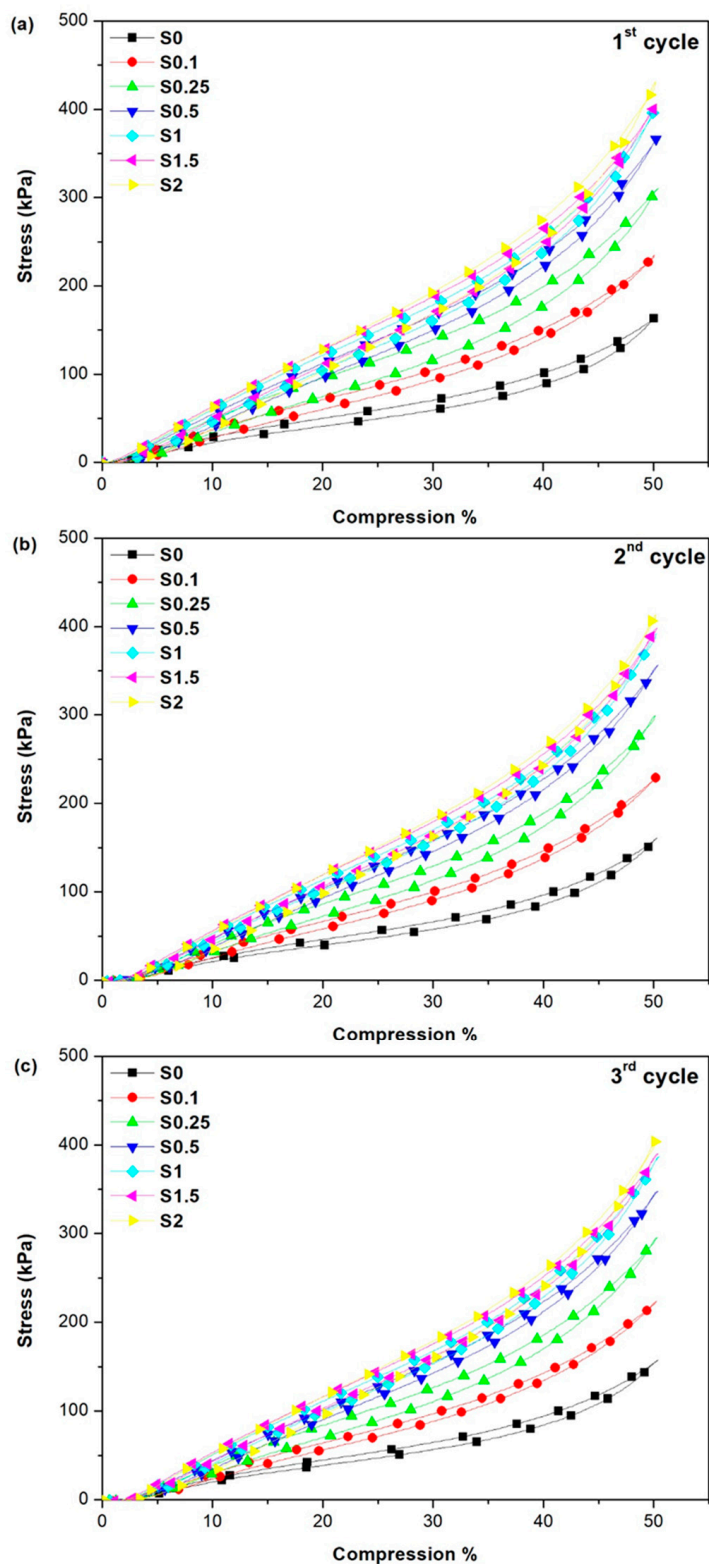 (a)
500
400
300
200
100
0
Stress (kPa)
S0
S0.1
S0.25
S0.5
S1
S1.5
S2
1st cycle
0 10 20 30 40 50
Compression %
(b)
500
400
300
200
100
0
Stress (kPa)
S0
S0.1
S0.25
S0.5
S1
S1.5
S2
2nd cycle
0 10 20 30 40 50
Compression %
(c)
500
400
300
200
100
0
Stress (kPa)
S0
S0.1
S0.25
S0.5
S1
S1.5
S2
3rd cycle
0 10 20 30 40 50
Compression %